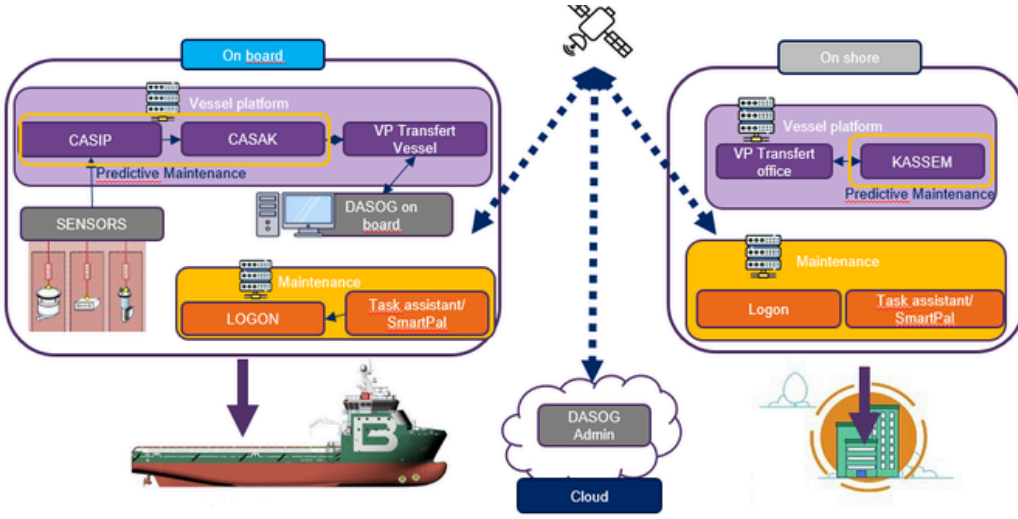 On board
Vessel platform
CASIP
CASAK
VP Transfert
Vessel
Predictive Maintenance
SENSORS
DASOG on
board
Maintenance
LOGON
Task assistant/
SmartPal
B
DASOG
Admin
Cloud
On shore
Vessel platform
VP Transfert
office
KASSEM
Predictive Maintenance
Maintenance
Logon
Task assistant/
SmartPal